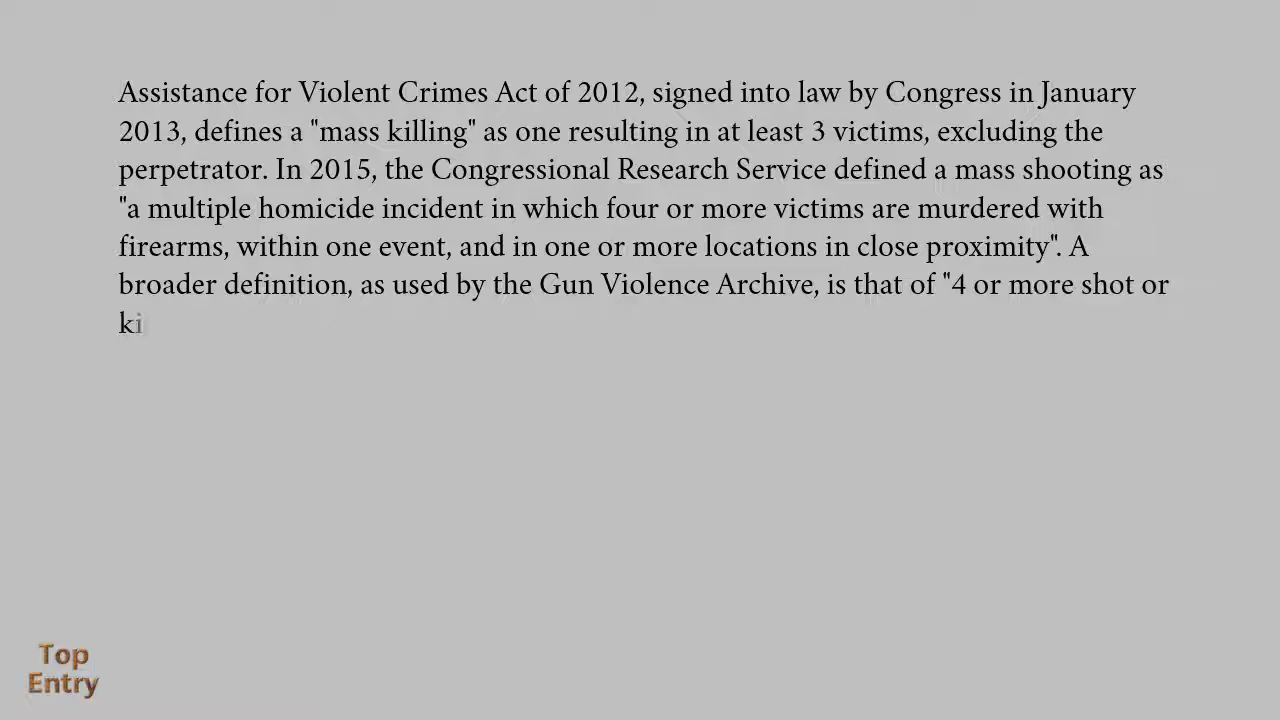 Assistance for Violent Crimes Act of 2012, signed into law by Congress in January
2013, defines a "mass killing" as one resulting in at least 3 victims, excluding the
perpetrator. In 2015, the Congressional Research Service defined a mass shooting as
"a multiple homicide incident in which four or more victims are murdered with
firearms, within one event, and in one or more locations in close proximity". A
broader definition, as used by the Gun Violence Archive, is that of "4 or more shot or
ki
Top
Entry